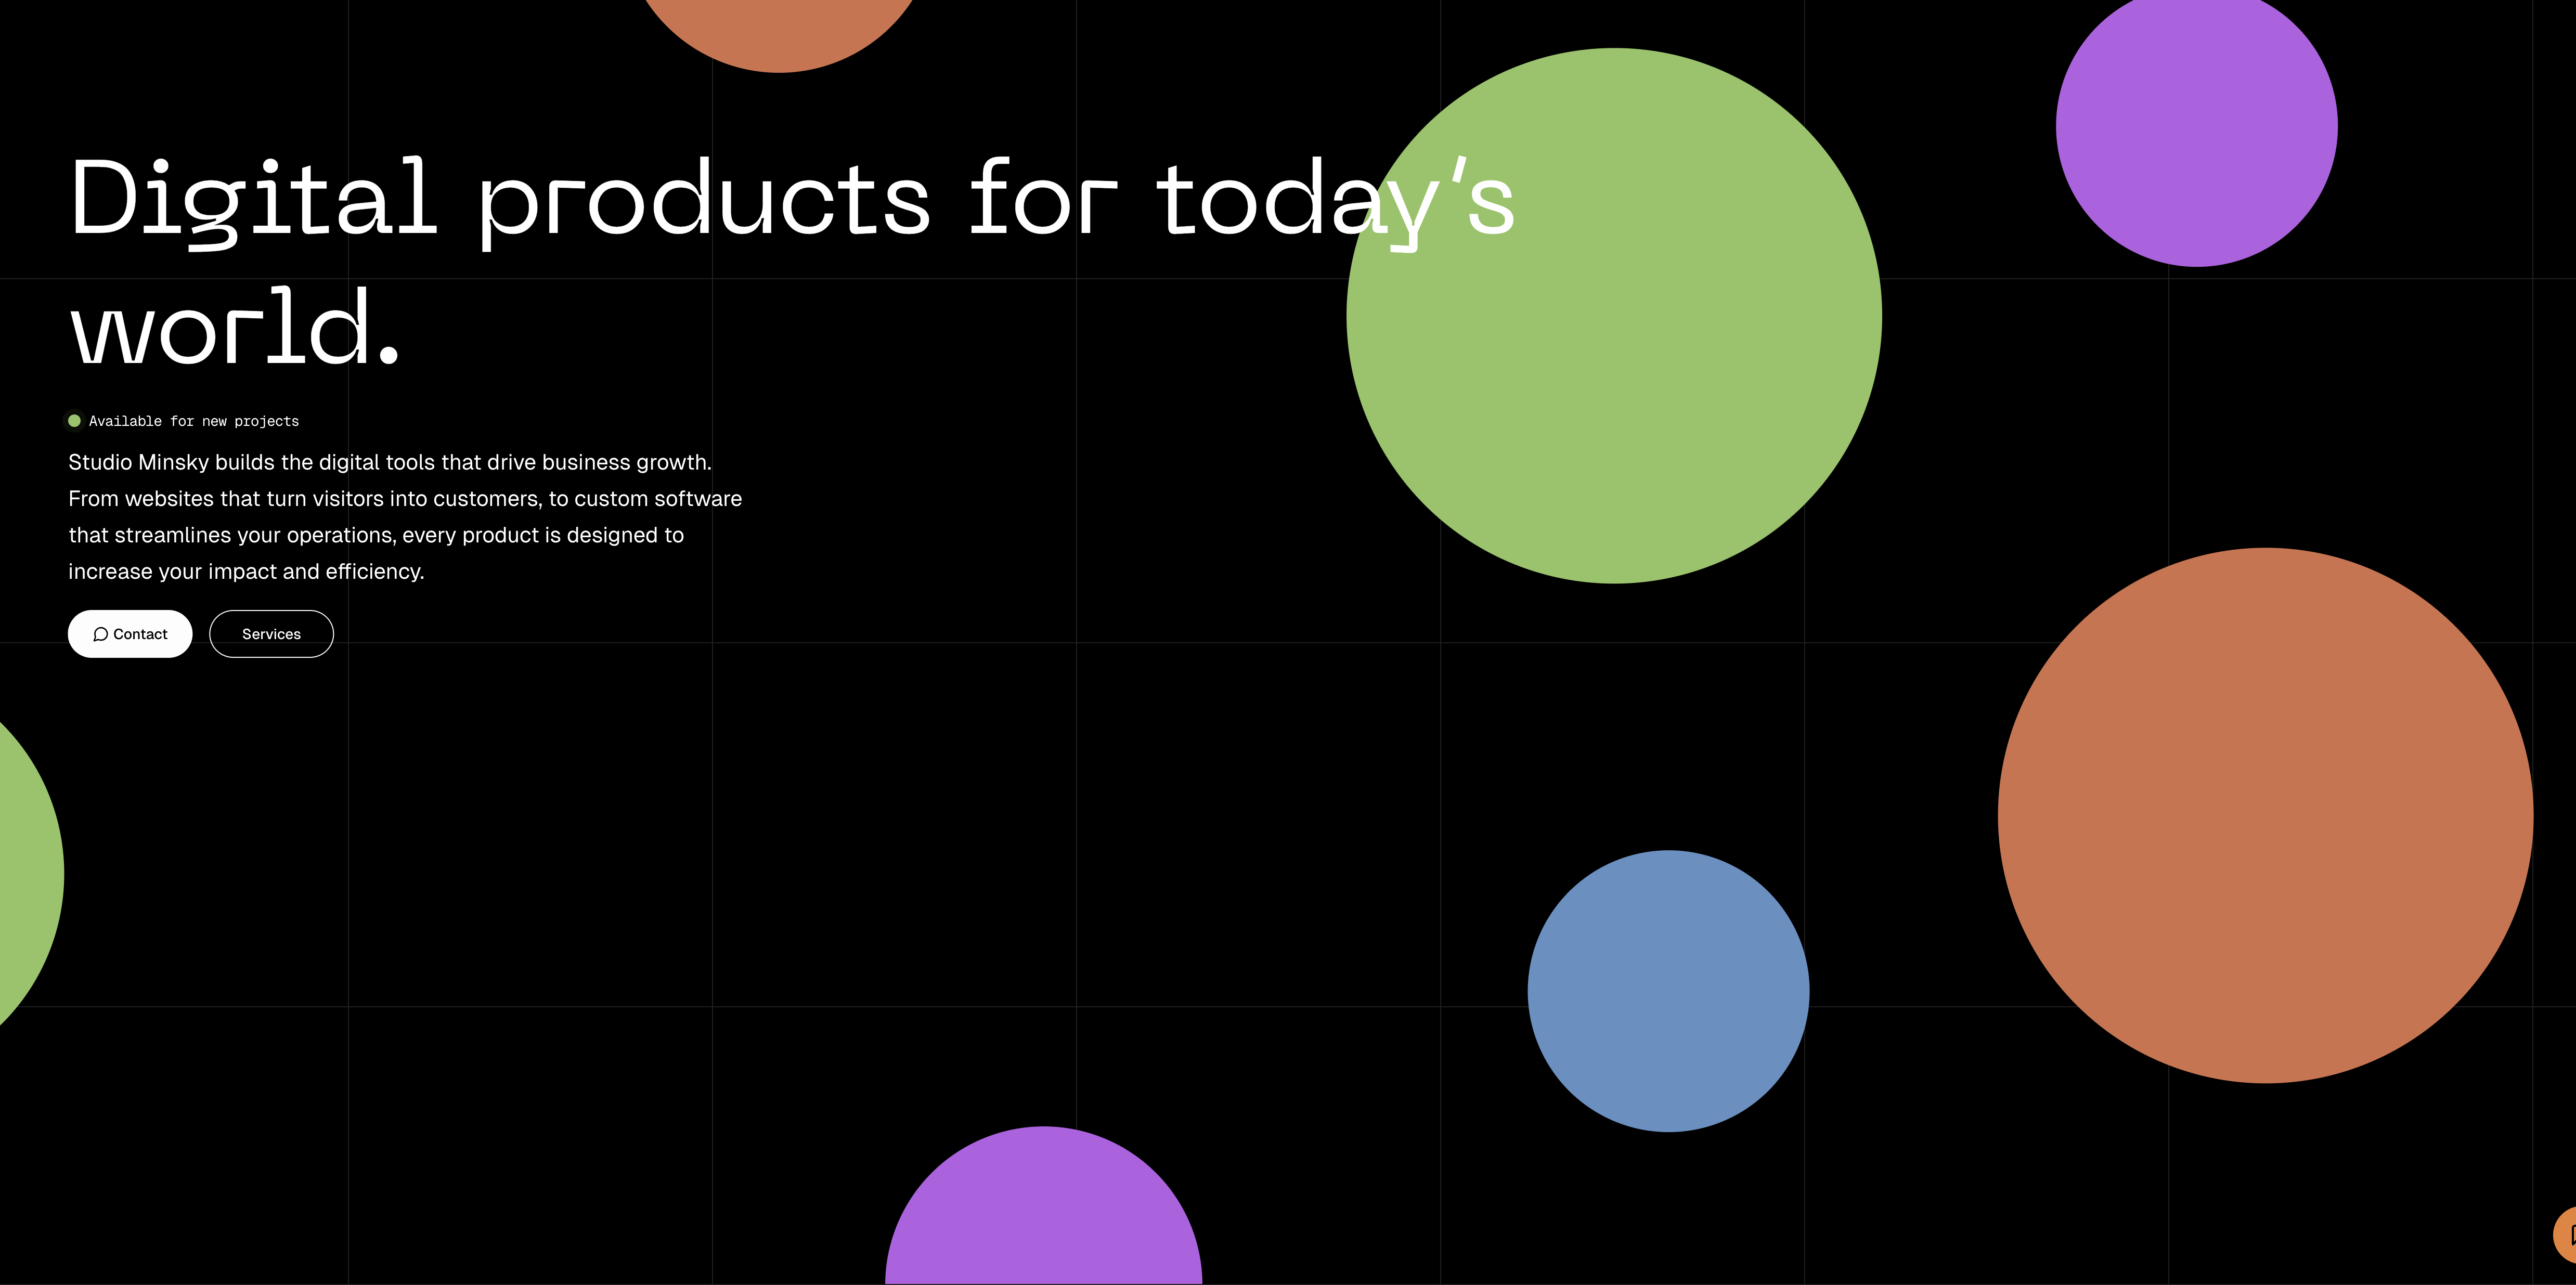 Digital products for today's
world.
Available for new projects
Studio Minsky builds the digital tools that drive business growth.
From websites that turn visitors into customers, to custom software
that streamlines your operations, every product is designed to
increase your impact and efficiency.
Contact
Services